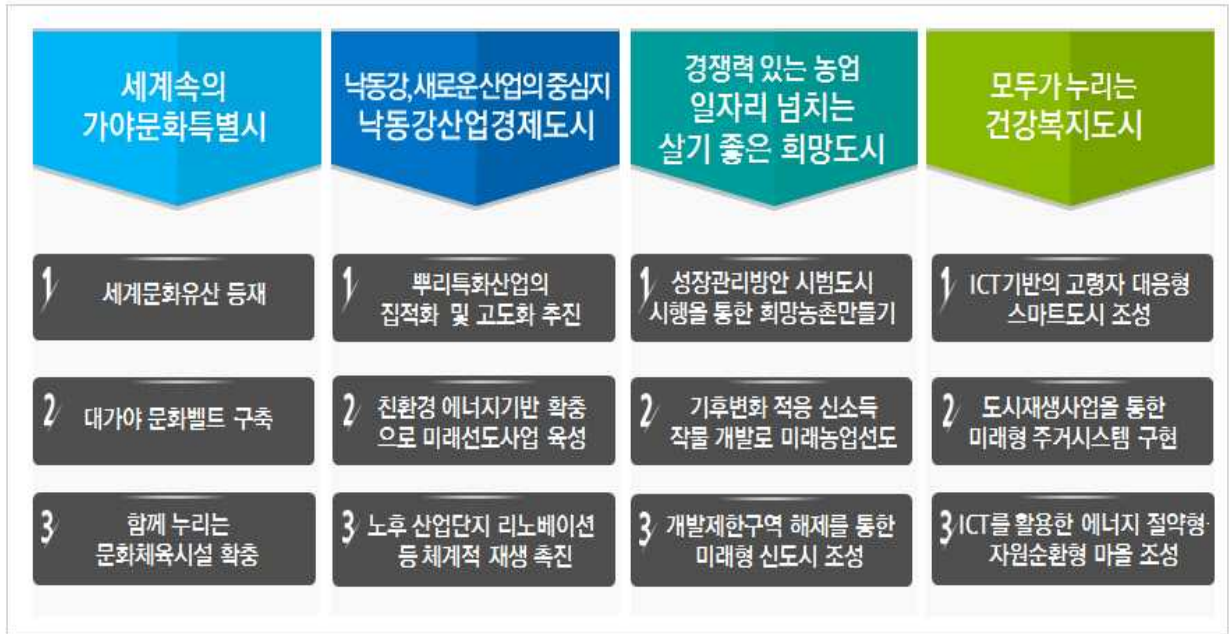 세계속의
가야문화특별시
1 세계문화유산 등재
2 대가야 문화벨트 구축
3 함께 누리는
문화체육시설 확충
낙동강,새로운산업의중심지
낙동강산업경제도시
1 뿌리특화산업의
집적화 및 고도화 추진
2 친환경 에너지기반 확충
으로 미래선도사업 육성
3 노후 산업단지 리노베이션
등 체계적 재생 촉진
경쟁력 있는 농업
일자리 넘치는
살기 좋은 희망도시
1 성장관리방안 시범도시
시행을 통한 희망농촌만들기
2 기후변화 적응 신소득
작물 개발로 미래농업선도
3 개발제한구역 해제를 통한
미래형 신도시 조성
모두가 누리는
건강복지도시
1 ICT기반의 고령자 대응형
스마트도시 조성
2 도시재생사업을 통한
미래형 주거시스템 구현
3 ICT를 활용한 에너지 절약형·
자원순환형 마을 조성